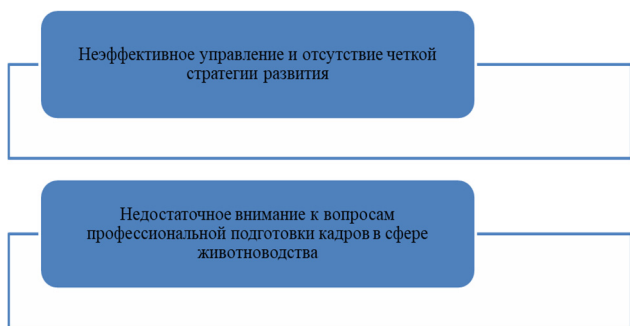 Неэффективное управление и отсутствие четкой
стратегии развития
Недостаточное внимание к вопросам
профессиональной подготовки кадров в сфере
животноводства